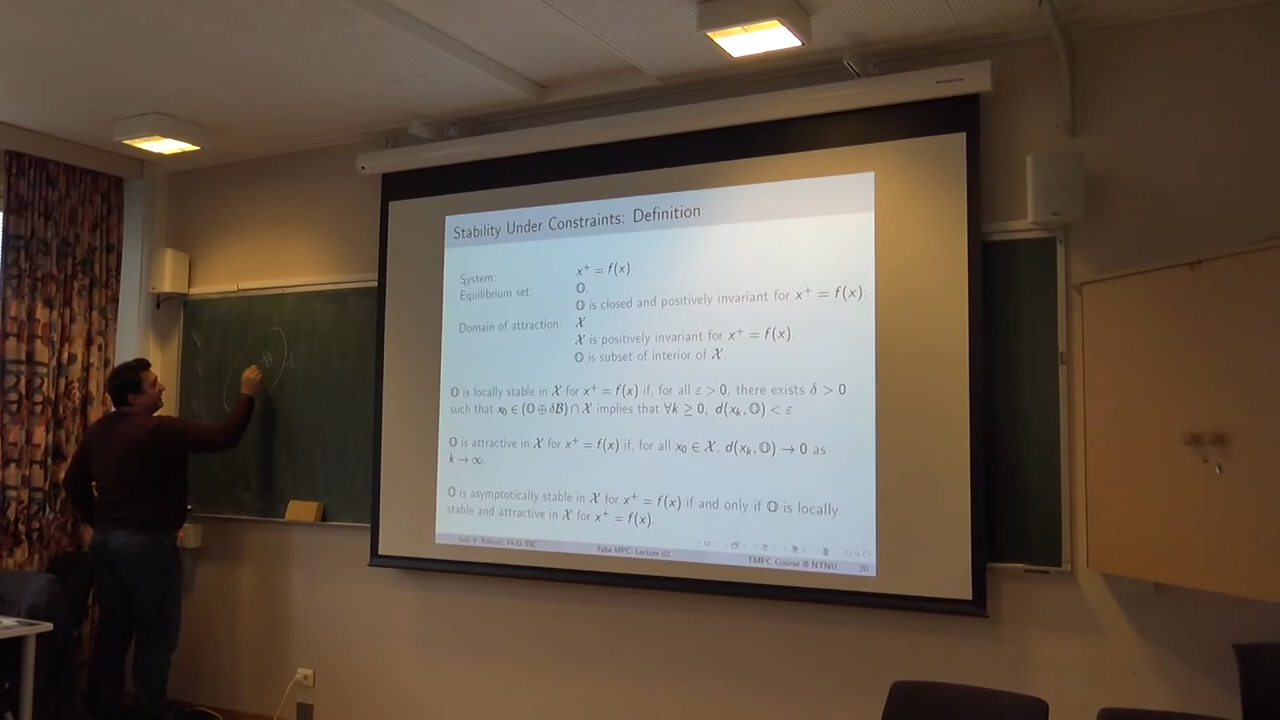 Stability Under Constraints: Definition
System: x⁺ = f(x)
Equilibrium set: 𝕆.
𝕆 is closed and positively invariant for x⁺ = f(x).
Domain of attraction: 𝒳.
𝒳 is positively invariant for x⁺ = f(x).
𝕆 is subset of interior of 𝒳.
𝕆 is locally stable in 𝒳 for x⁺ = f(x) if, for all ε > 0, there exists δ > 0
such that x₀ ∈ (𝕆 ⊕ δℬ) ∩ 𝒳 implies that ∀k ≥ 0, d(xₖ, 𝕆) < ε.
𝕆 is attractive in 𝒳 for x⁺ = f(x) if, for all x₀ ∈ 𝒳, d(xₖ, 𝕆) → 0 as
k → ∞.
𝕆 is asymptotically stable in 𝒳 for x⁺ = f(x) if and only if 𝕆 is locally
stable and attractive in 𝒳 for x⁺ = f(x).
Ph.D. DIC Tube MPC: Lecture 02 TMPC Course @ NTNU 20